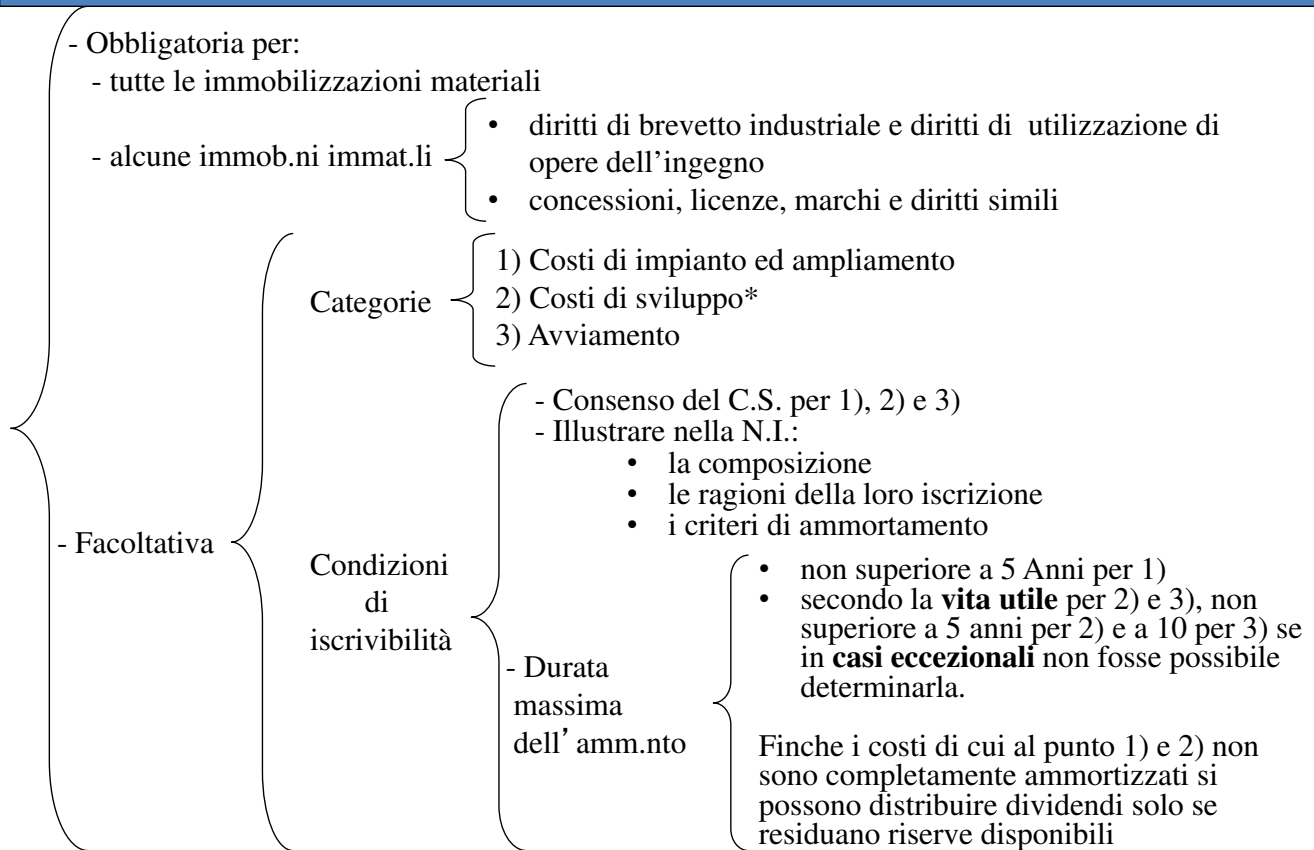 - Obbligatoria per:
- tutte le immobilizzazioni materiali
- alcune immob.ni immat.li
• diritti di brevetto industriale e diritti di  utilizzazione di
opere dell'ingegno
• concessioni, licenze, marchi e diritti simili
- Facoltativa
Categorie
1) Costi di impianto ed ampliamento
2) Costi di sviluppo*
3) Avviamento
Condizioni
di
iscrivibilità
- Consenso del C.S. per 1), 2) e 3)
- Illustrare nella N.I.:
• la composizione
• le ragioni della loro iscrizione
• i criteri di ammortamento
- Durata
massima
dell' amm.nto
• non superiore a 5 Anni per 1)
• secondo la vita utile per 2) e 3), non
superiore a 5 anni per 2) e a 10 per 3) se
in casi eccezionali non fosse possibile
determinarla.
Finche i costi di cui al punto 1) e 2) non
sono completamente ammortizzati si
possono distribuire dividendi solo se
residuano riserve disponibili